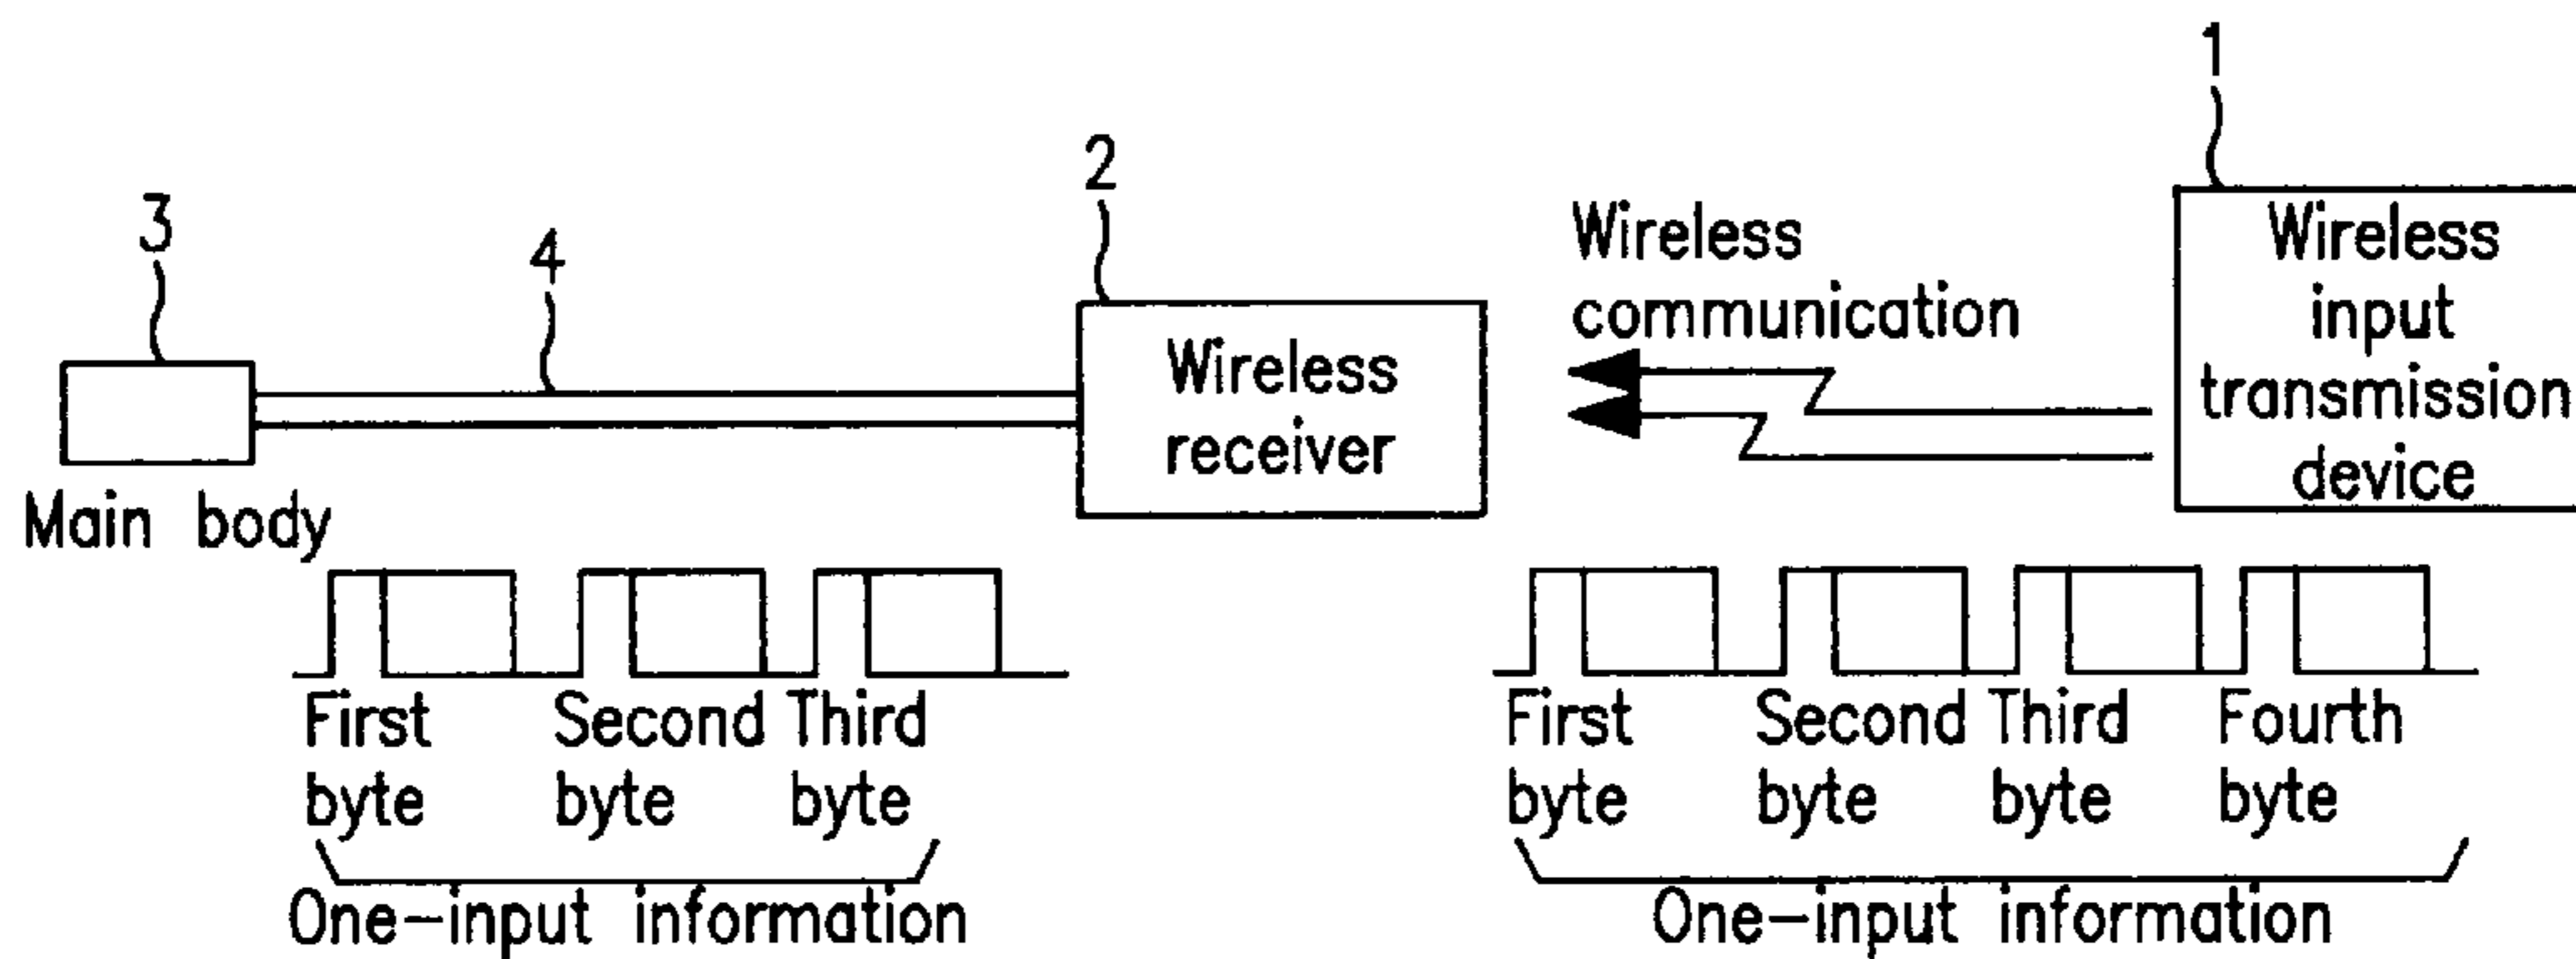 1
2
3
4
Wireless
communication
Wireless
input
transmission
device
Wireless
receiver
Main body
First Second Third
byte byte byte
One-input information
First Second Third Fourth
byte byte byte byte
One-input information